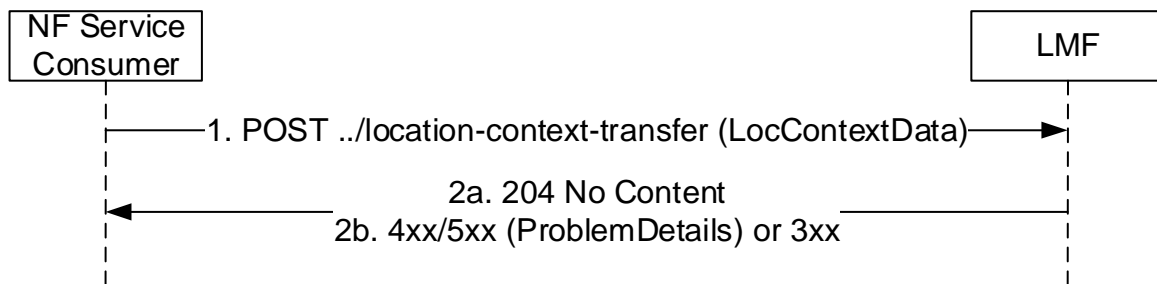 NF Service
Consumer
LMF
1. POST ../location-context-transfer (LocContextData)
2a. 204 No Content
2b. 4xx/5xx (ProblemDetails) or 3xx